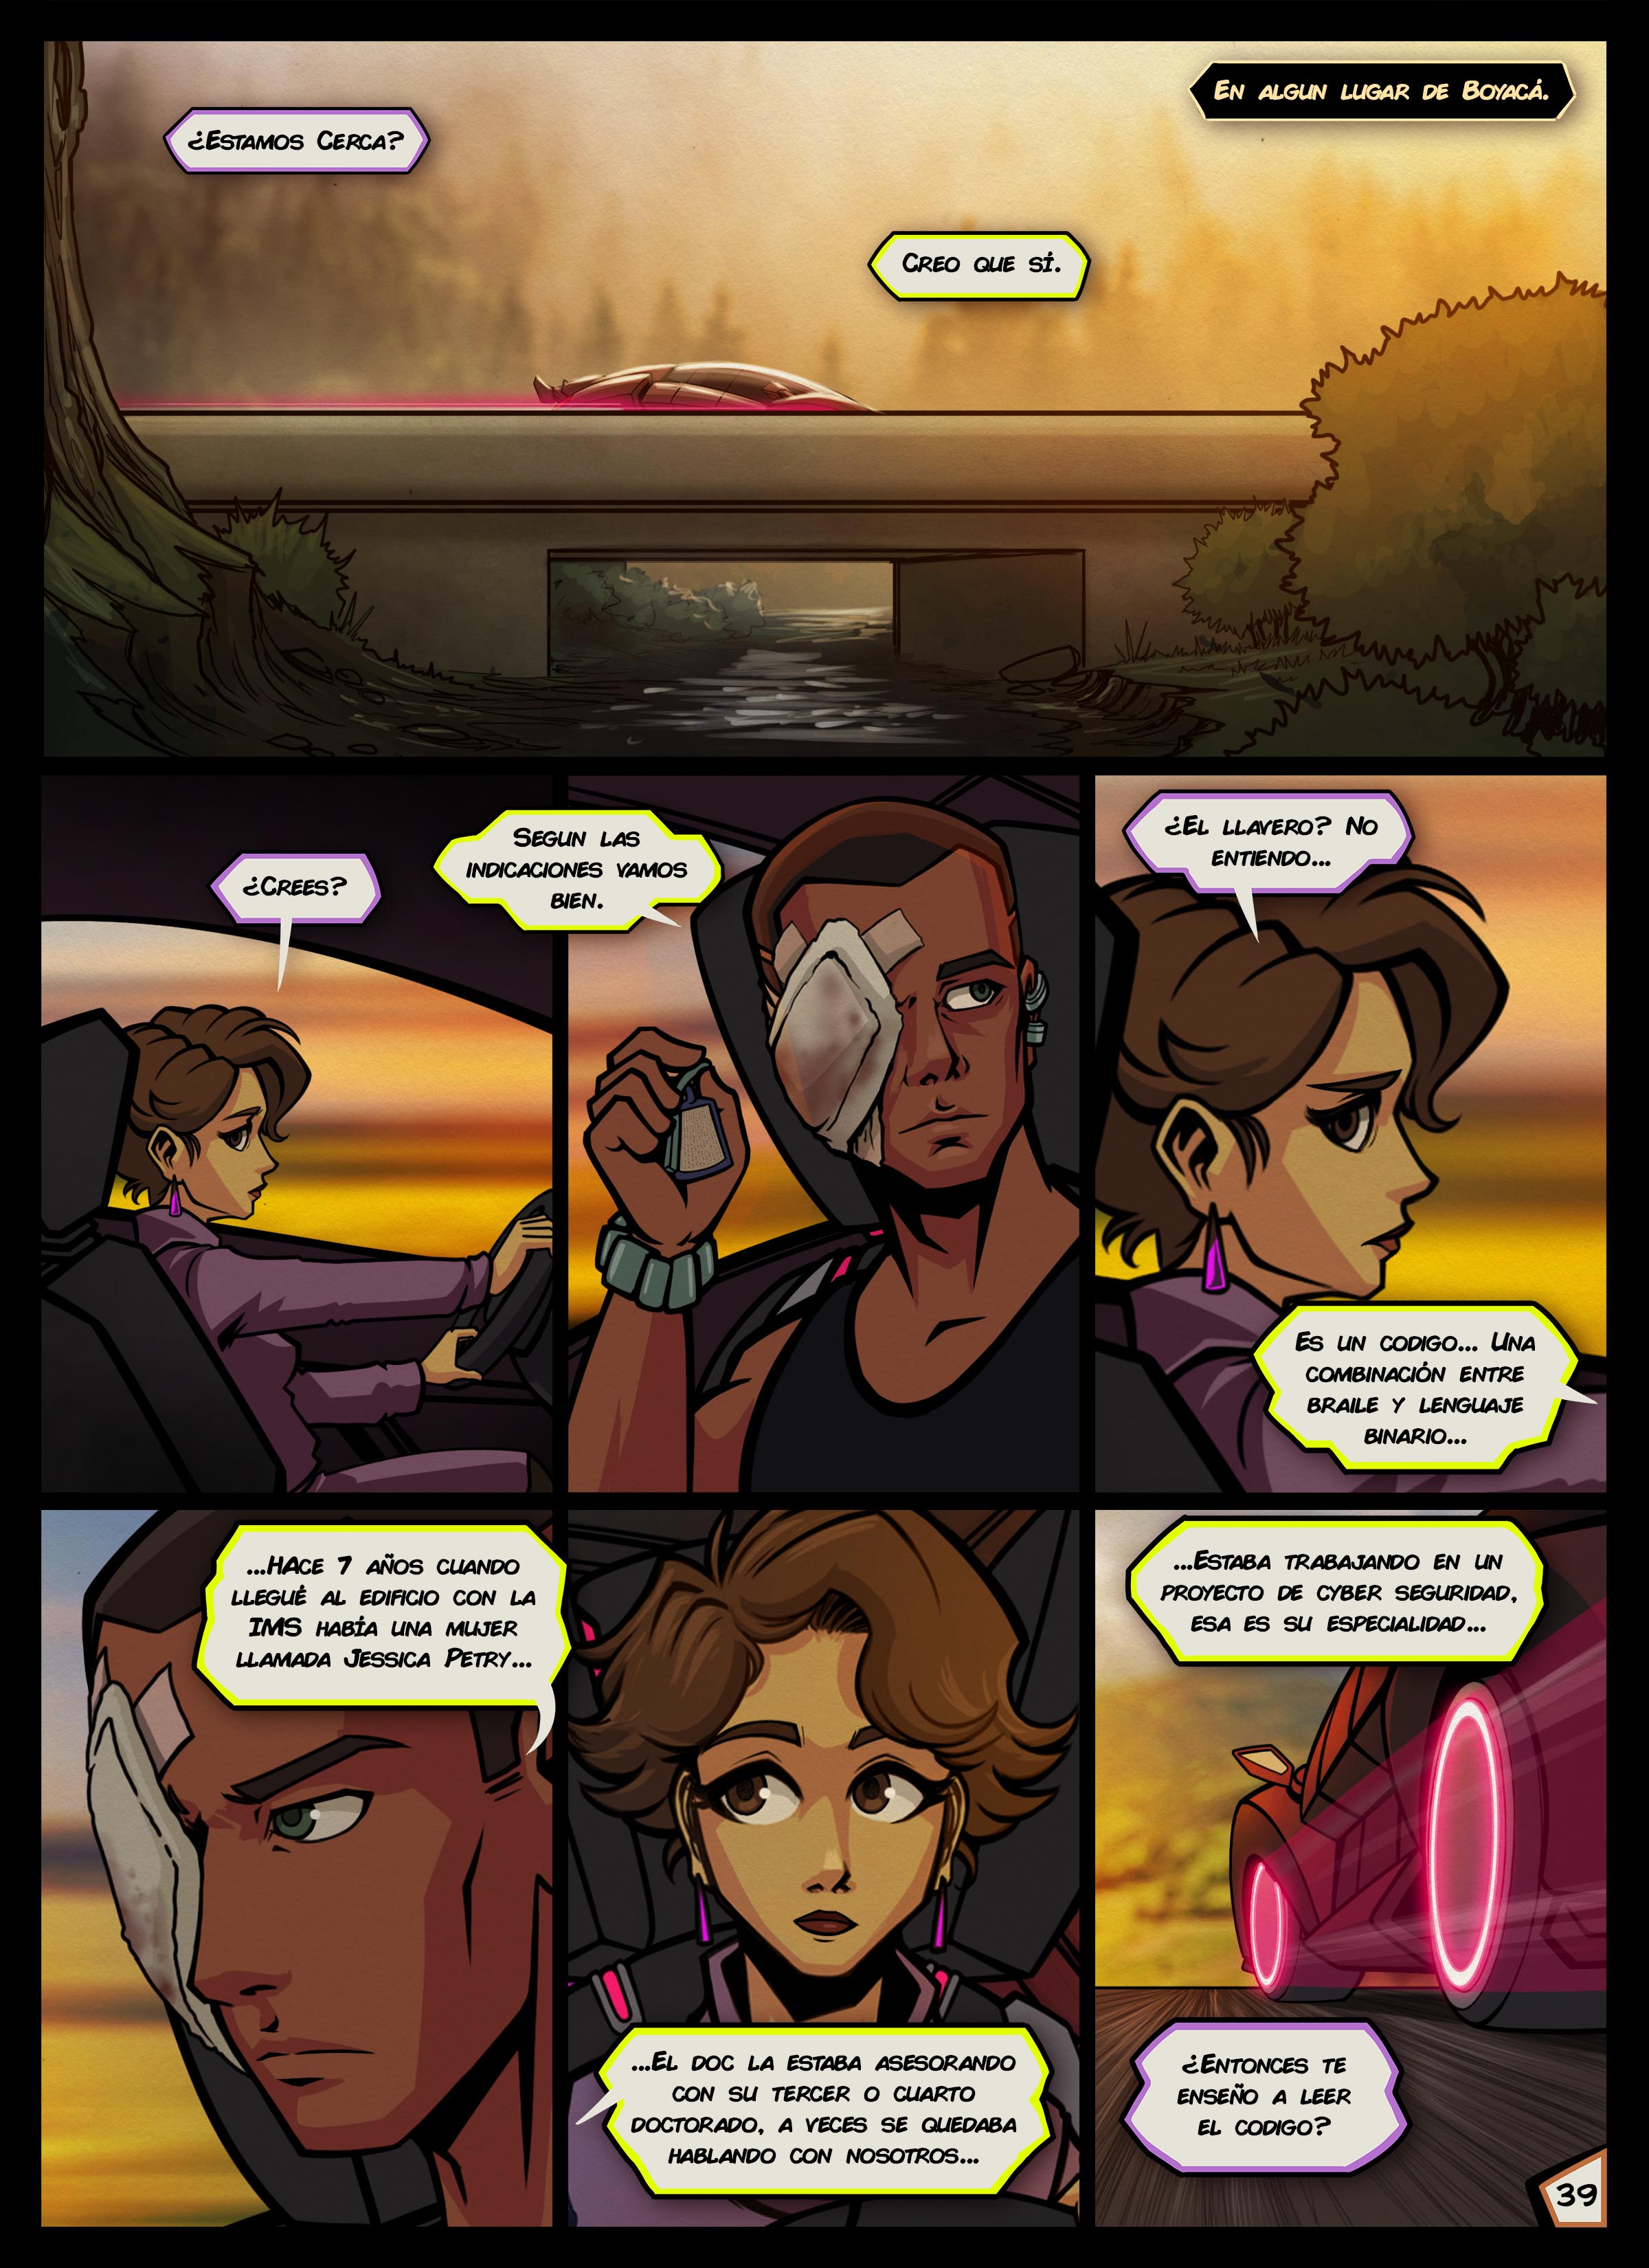 En algun lugar de Boyacá.
¿Estamos Cerca?
Creo que sí.
¿Crees?
Segun las
indicaciones vamos
bien.
¿El llavero? No
entiendo...
Es un codigo... Una
combinación entre
braile y lenguaje
binario...
...Hace 7 años cuando
llegué al edificio con la
IMS había una mujer
llamada Jessica Petry...
...El doc la estaba asesorando
con su tercer o cuarto
doctorado, a veces se quedaba
hablando con nosotros...
...Estaba trabajando en un
proyecto de cyber seguridad,
esa es su especialidad...
¿Entonces te
enseño a leer
el codigo?
39